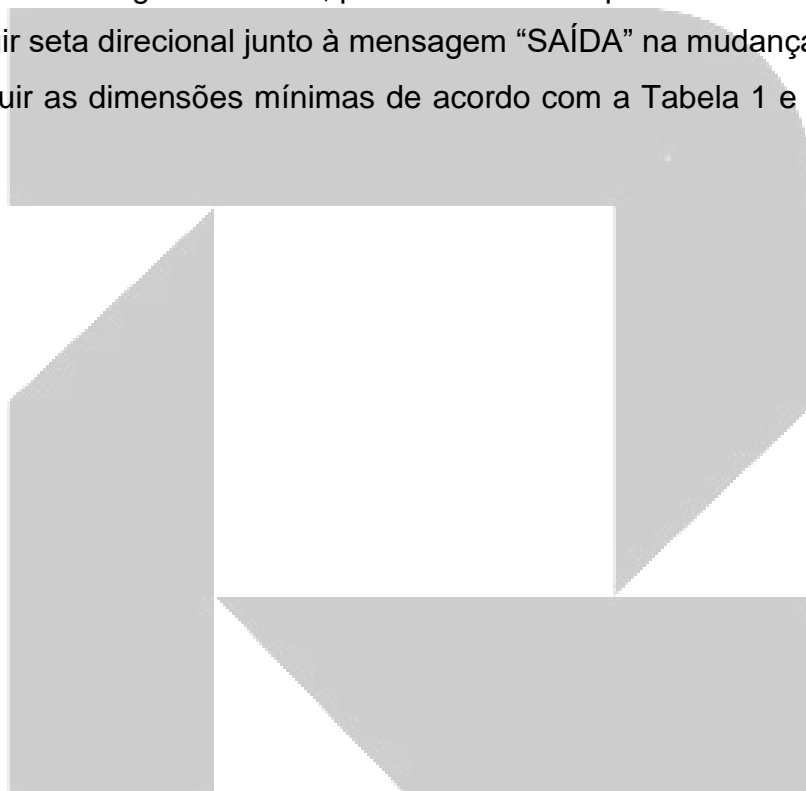 ir seta direcional junto à mensagem “SAÍDA” na mudança
uir as dimensões mínimas de acordo com a Tabela 1 e